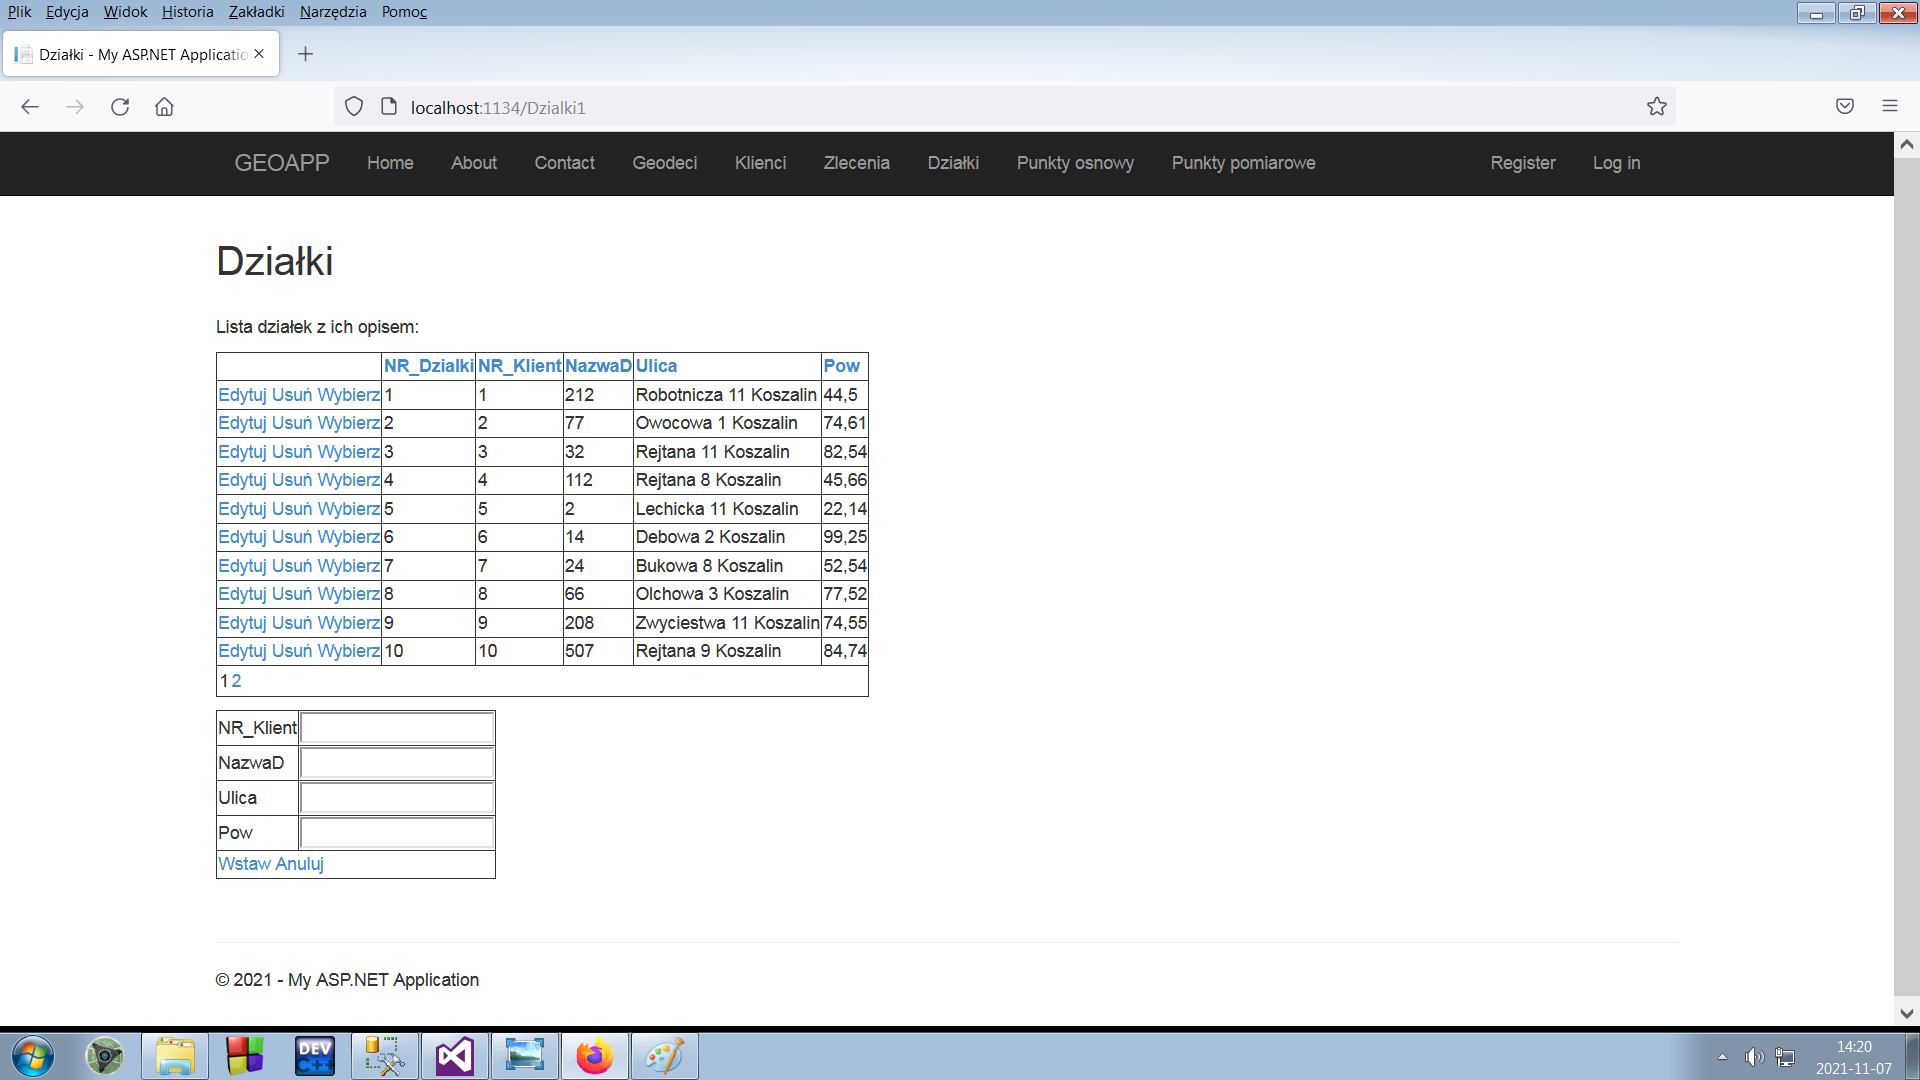 Plik Edycja Widok Historia Zakładki Narzędzia Pomoc
Działki - My ASP.NET Applicatio
localhost:1134/Dzialki1
GEOAPP Home About Contact Geodeci Klienci Zlecenia Działki Punkty osnowy Punkty pomiarowe Register Log in
Działki
Lista działek z ich opisem:
NR_Dzialki NR_Klient NazwaD Ulica Pow
Edytuj Usuń Wybierz 1 1 212 Robotnicza 11 Koszalin 44,5
Edytuj Usuń Wybierz 2 2 77 Owocowa 1 Koszalin 74,61
Edytuj Usuń Wybierz 3 3 32 Rejtana 11 Koszalin 82,54
Edytuj Usuń Wybierz 4 4 112 Rejtana 8 Koszalin 45,66
Edytuj Usuń Wybierz 5 5 2 Lechicka 11 Koszalin 22,14
Edytuj Usuń Wybierz 6 6 14 Debowa 2 Koszalin 99,25
Edytuj Usuń Wybierz 7 7 24 Bukowa 8 Koszalin 52,54
Edytuj Usuń Wybierz 8 8 66 Olchowa 3 Koszalin 77,52
Edytuj Usuń Wybierz 9 9 208 Zwyciestwa 11 Koszalin 74,55
Edytuj Usuń Wybierz 10 10 507 Rejtana 9 Koszalin 84,74
1 2
NR_Klient
NazwaD
Ulica
Pow
Wstaw Anuluj
© 2021 - My ASP.NET Application
DEV
C++
14:20
2021-11-07